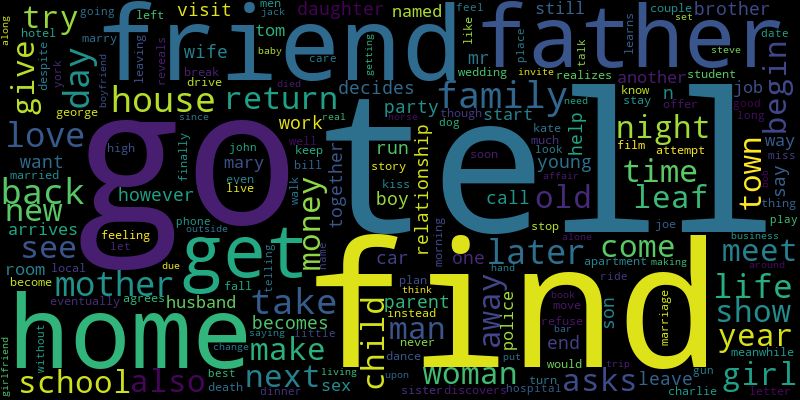 friend
father
tell
go
find
home
get
try
going
jack
men
feel
couple
set
brother
along
hotel
marry
left
visit
daughter
named
still
place
steve
date
give
despite
york
day
boyfriend
leaving
reveals
wife
tom
care
getting
like
mr
talk
learns
begin
break
drive
baby
wedding
invite
realizes
another
student
george
since
died
decides
family
job
house
return
party
though
need
n
know
stay
offer
good
long
love
high
finally
john
work
real
horse
start
kate
much
help
night
way
want
mary
well
keep
run
dog
look
film
attempt
town
miss
say
married
even
bill
story
soon
young
time
back
however
live
walk
together
boy
kiss
relationship
call
affair
old
leaf
thing
new
arrives
feeling
let
phone
outside
money
morning
stop
joe
play
see
later
alone
come
business
meet
room
local
due
telling
name
car
one
hand
apartment
making
around
become
mother
fall
plan
away
ride
life
eventually
agrees
husband
take
think
child
parent
book
move
son
marriage
show
without
becomes
instead
man
police
refuse
bar
end
year
saying
little
make
never
dance
put
would
meanwhile
girlfriend
school
also
change
best
death
next
living
dinner
sex
upon
woman
sister
discovers
hospital
turn
trip
asks
leave
gun
charlie
girl
letter